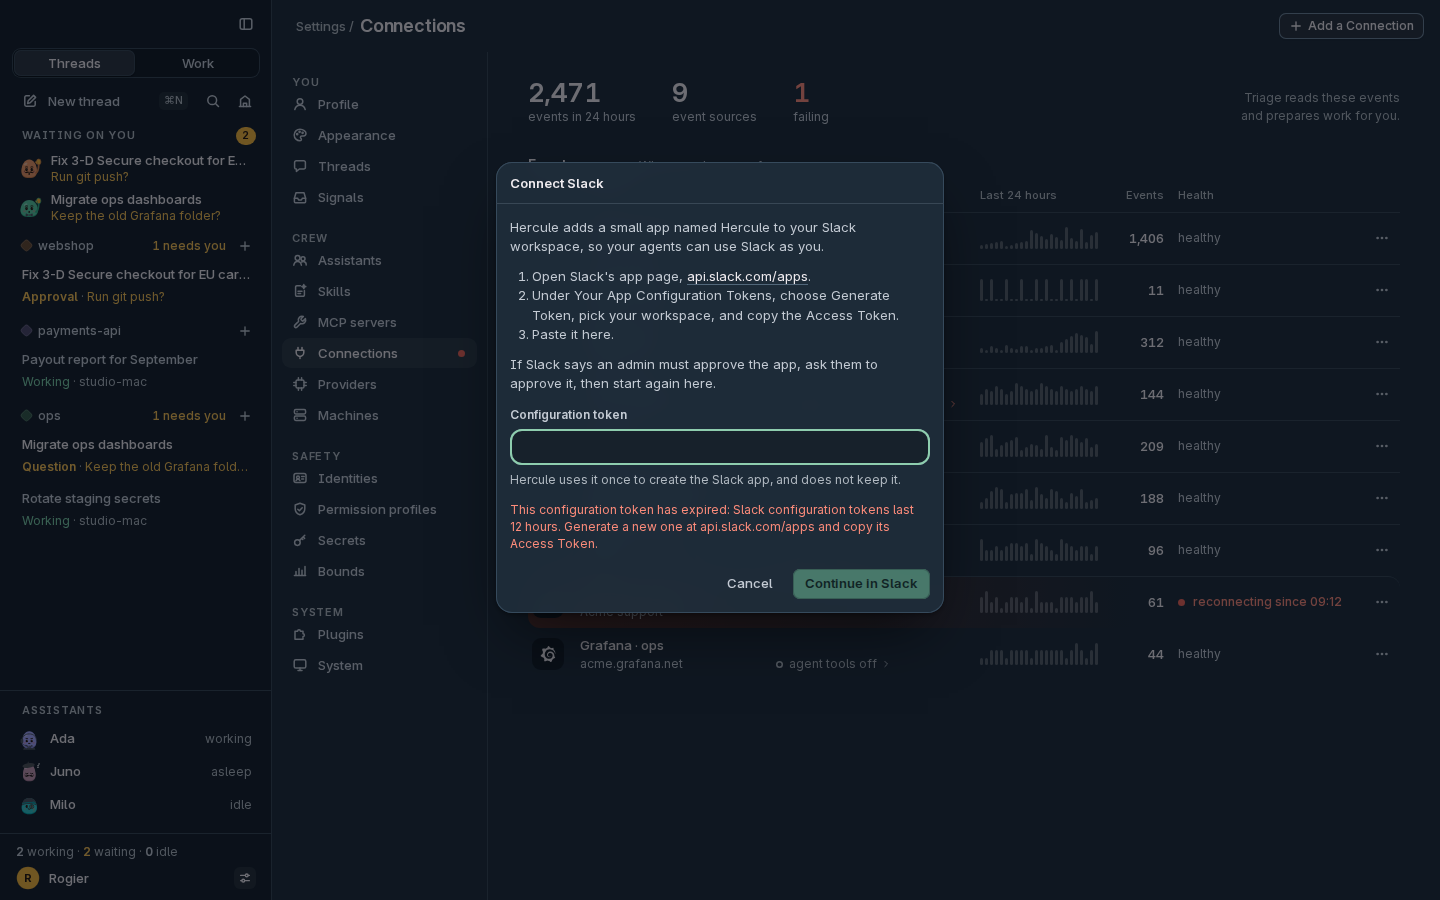 Settings / Connections
Add a Connection
Threads
Work
New thread
⌘N
WAITING ON YOU
2
Fix 3-D Secure checkout for E…
Run git push?
Migrate ops dashboards
Keep the old Grafana folder?
webshop
1 needs you
Fix 3-D Secure checkout for EU car…
Approval · Run git push?
payments-api
Payout report for September
Working · studio-mac
ops
1 needs you
Migrate ops dashboards
Question · Keep the old Grafana fold…
Rotate staging secrets
Working · studio-mac
ASSISTANTS
Ada
working
Juno
asleep
Milo
idle
2 working · 2 waiting · 0 idle
R
Rogier
YOU
Profile
Appearance
Threads
Signals
CREW
Assistants
Skills
MCP servers
Connections
Providers
Machines
SAFETY
Identities
Permission profiles
Secrets
Bounds
SYSTEM
Plugins
System
2,471
events in 24 hours
9
event sources
1
failing
Triage reads these events
and prepares work for you.
Last 24 hours
Events
Health
1,406
healthy
11
healthy
312
healthy
144
healthy
209
healthy
188
healthy
96
healthy
61
reconnecting since 09:12
Grafana · ops
acme.grafana.net
agent tools off
44
healthy
Connect Slack
Hercule adds a small app named Hercule to your Slack
workspace, so your agents can use Slack as you.
1. Open Slack's app page, api.slack.com/apps.
2. Under Your App Configuration Tokens, choose Generate
Token, pick your workspace, and copy the Access Token.
3. Paste it here.
If Slack says an admin must approve the app, ask them to
approve it, then start again here.
Configuration token
Hercule uses it once to create the Slack app, and does not keep it.
This configuration token has expired: Slack configuration tokens last
12 hours. Generate a new one at api.slack.com/apps and copy its
Access Token.
Cancel
Continue in Slack